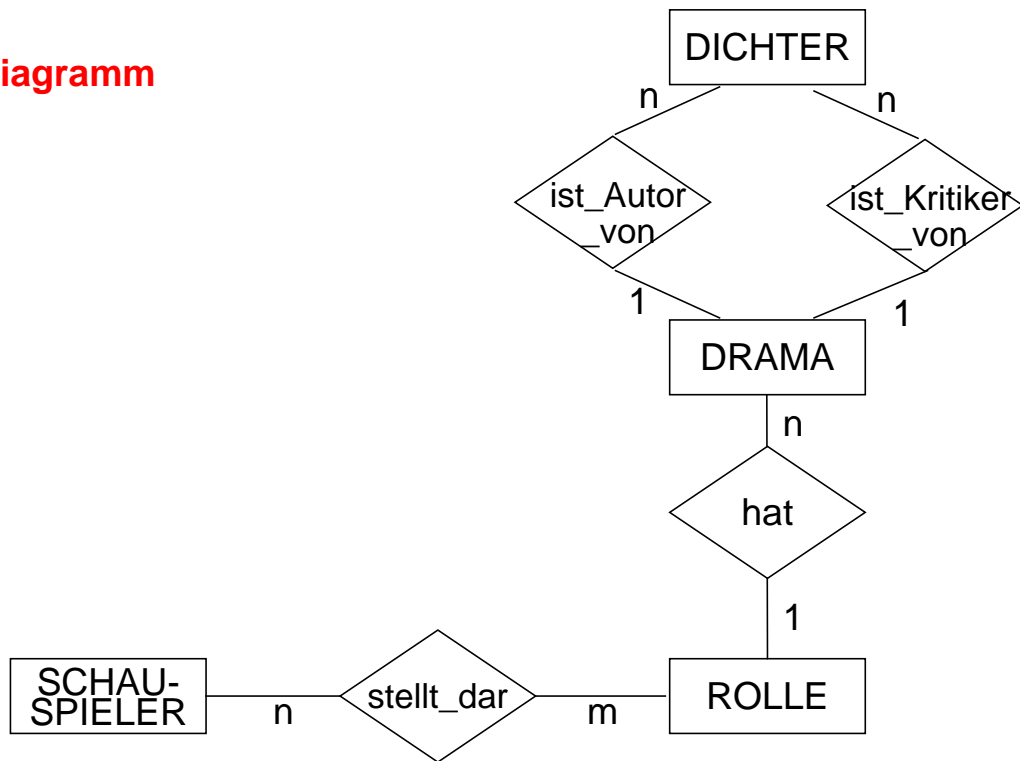 iagramm
DICHTER
n
n
ist_Autor
_von
ist_Kritiker
_von
1
1
DRAMA
n
hat
1
SCHAU-
SPIELER
n
stellt_dar
m
ROLLE